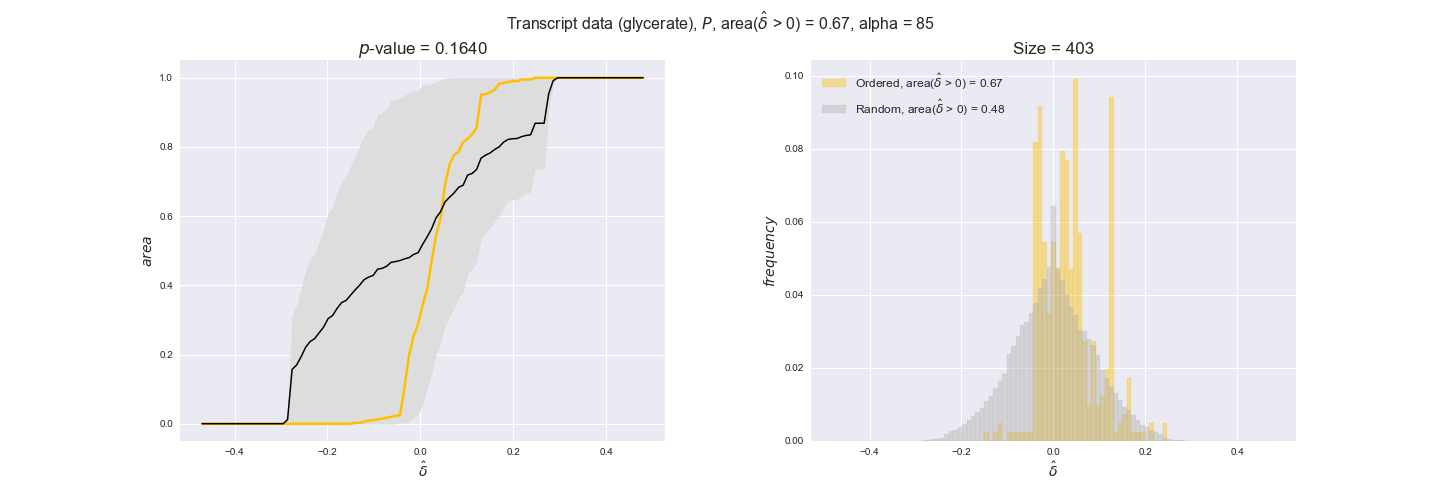 Transcript data (glycerate), P, area(δ̂ > 0) = 0.67, alpha = 85
p-value = 0.1640
1.0
0.8
0.6
0.4
0.2
0.0
area
−0.4 −0.2 0.0 0.2 0.4
δ̂
Size = 403
Ordered, area(δ̂ > 0) = 0.67
Random, area(δ̂ > 0) = 0.48
0.10
0.08
0.06
0.04
0.02
0.00
frequency
−0.4 −0.2 0.0 0.2 0.4
δ̂